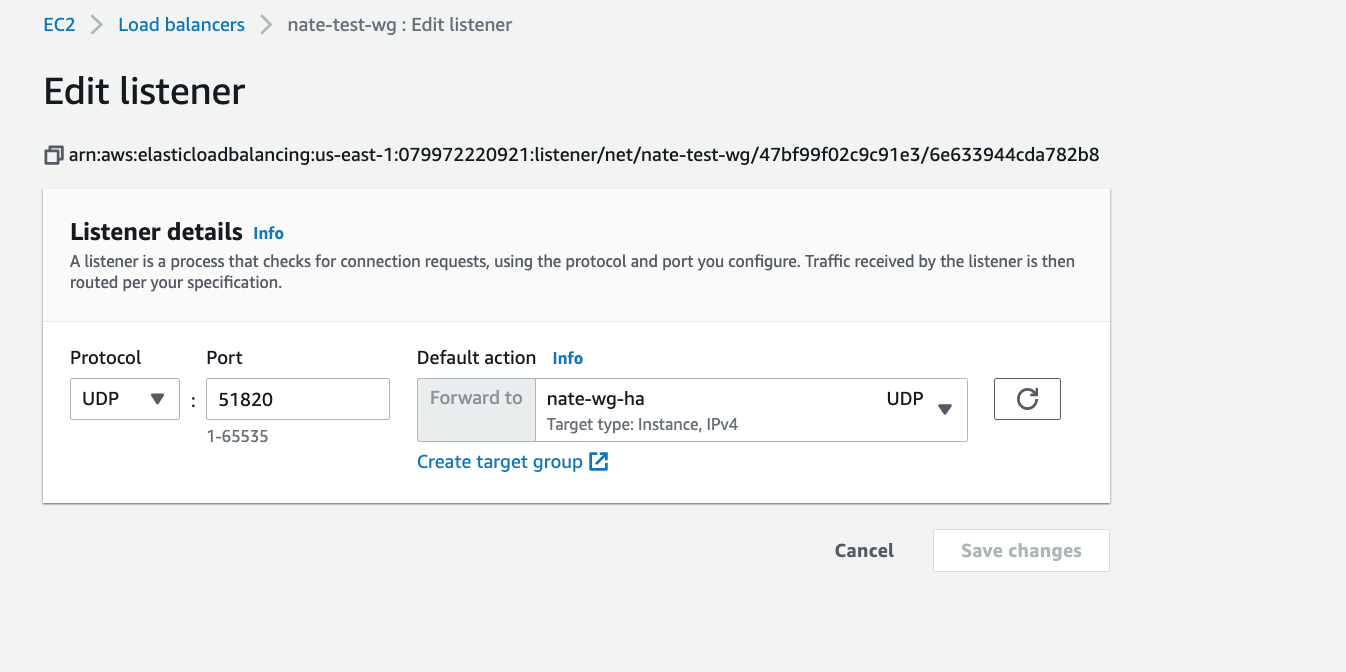 EC2 > Load balancers > nate-test-wg : Edit listener
Edit listener
arn:aws:elasticloadbalancing:us-east-1:079972220921:listener/net/nate-test-wg/47bf99f02c9c91e3/6e633944cda782b8
Listener details Info
A listener is a process that checks for connection requests, using the protocol and port you configure. Traffic received by the listener is then
routed per your specification.
Protocol Port Default action Info
UDP : 51820 Forward to nate-wg-ha UDP
Target type: Instance, IPv4
1-65535
Create target group
Cancel Save changes